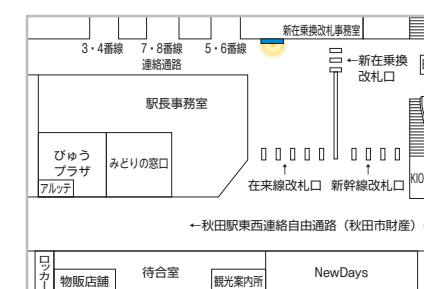 新在乗換改札事務室
3・4番線
7・8番線
連絡通路
5・6番線
←新在乗換
改札口
駅長事務室
びゅう
プラザ
アルッテ
みどりの窓口
↑
在来線改札口
↑
新幹線改札口
KIO
←秋田駅東西連絡自由通路（秋田市財産）
ロッカー
物販店舗
待合室
観光案内所
NewDays